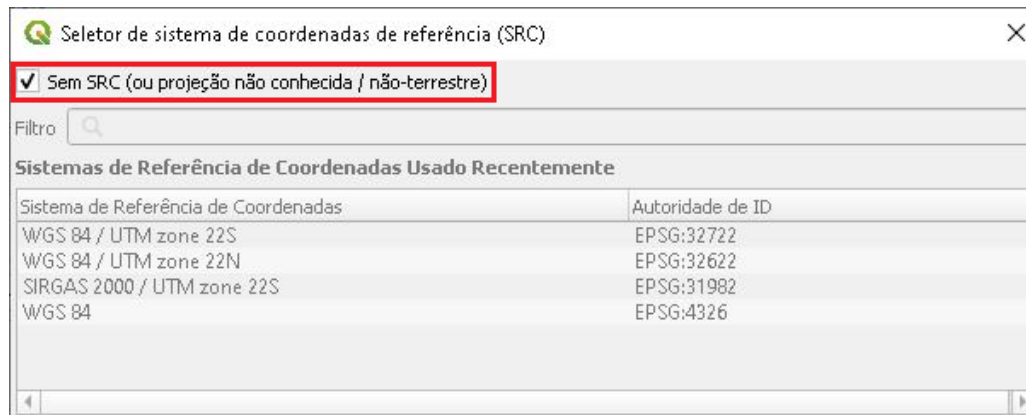 Seletor de sistema de coordenadas de referência (SRC)
Sem SRC (ou projeção não conhecida / não-terrestre)
Filtro
Sistemas de Referência de Coordenadas Usado Recentemente
Sistema de Referência de Coordenadas Autoridade de ID
WGS 84 / UTM zone 22S EPSG:32722
WGS 84 / UTM zone 22N EPSG:32622
SIRGAS 2000 / UTM zone 22S EPSG:31982
WGS 84 EPSG:4326